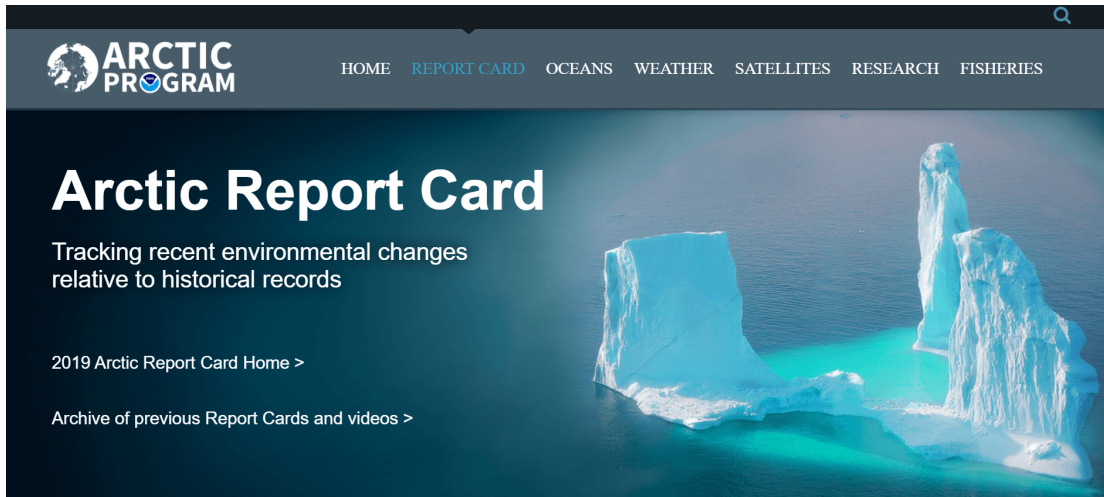 ARCTIC
PROGRAM
HOME REPORT CARD OCEANS WEATHER SATELLITES RESEARCH FISHERIES
Arctic Report Card
Tracking recent environmental changes
relative to historical records
2019 Arctic Report Card Home >
Archive of previous Report Cards and videos >